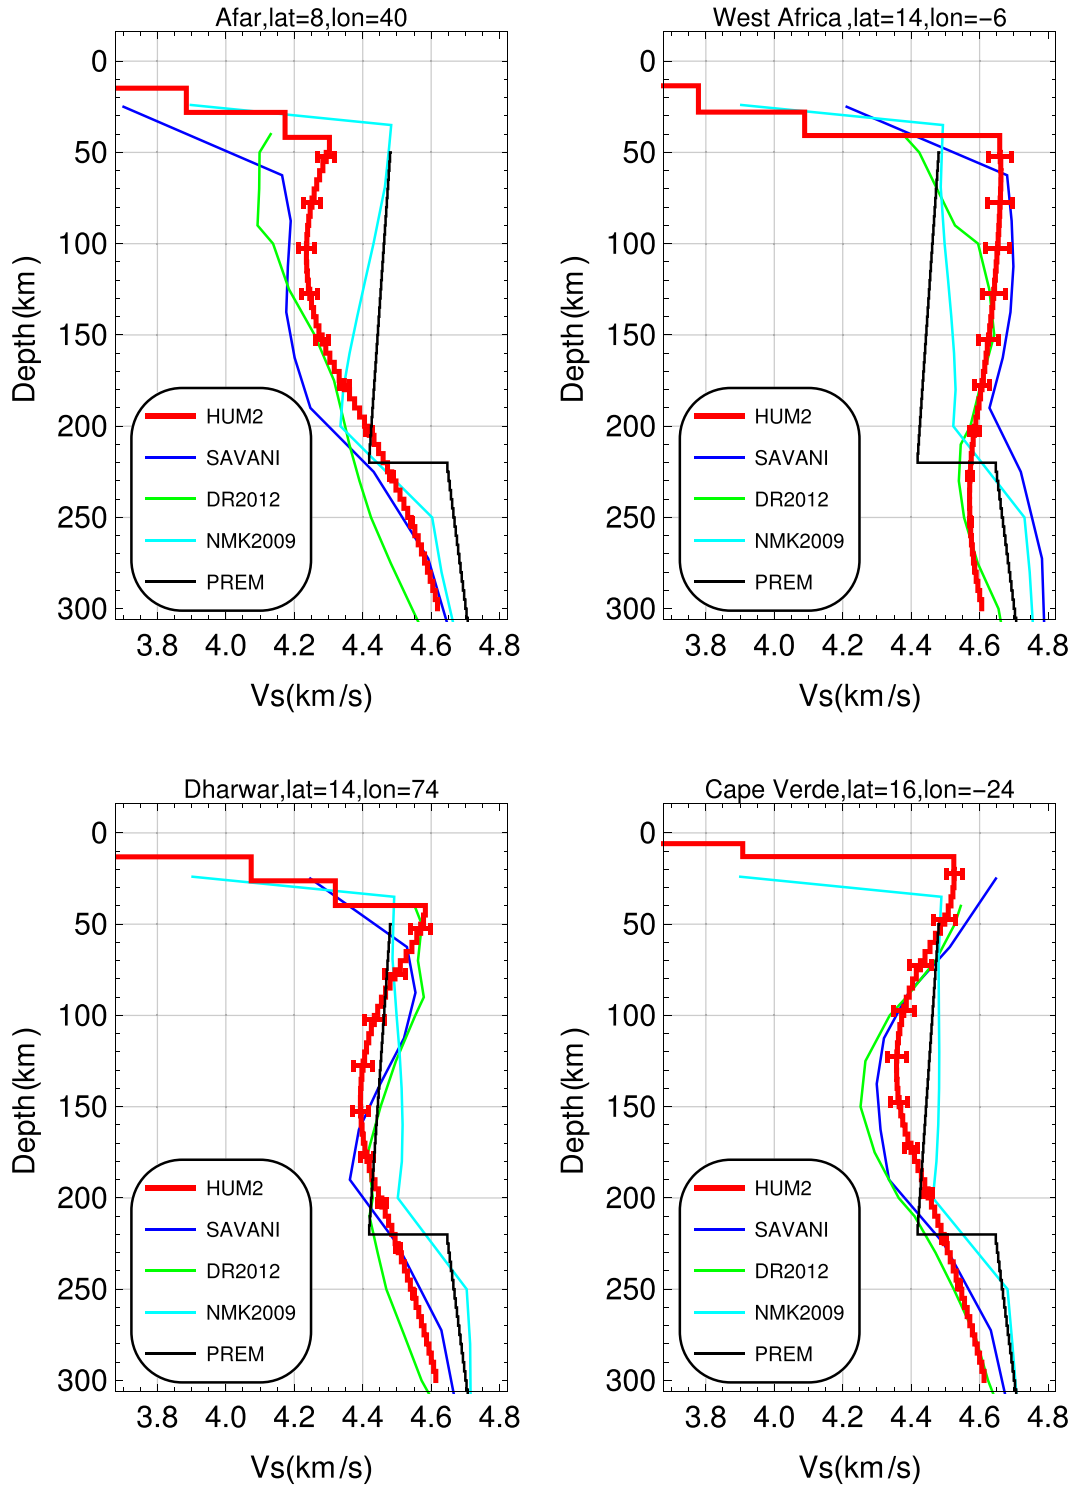 Afar,lat=8,lon=40
0
50
100
150
200
250
300
Depth(km)
HUM2
SAVANI
DR2012
NMK2009
PREM
3.8 4.0 4.2 4.4 4.6 4.8
Vs(km/s)
West Africa ,lat=14,lon=−6
0
50
100
150
200
250
300
Depth(km)
HUM2
SAVANI
DR2012
NMK2009
PREM
3.8 4.0 4.2 4.4 4.6 4.8
Vs(km/s)
Dharwar,lat=14,lon=74
0
50
100
150
200
250
300
Depth(km)
HUM2
SAVANI
DR2012
NMK2009
PREM
3.8 4.0 4.2 4.4 4.6 4.8
Vs(km/s)
Cape Verde,lat=16,lon=−24
0
50
100
150
200
250
300
Depth(km)
HUM2
SAVANI
DR2012
NMK2009
PREM
3.8 4.0 4.2 4.4 4.6 4.8
Vs(km/s)